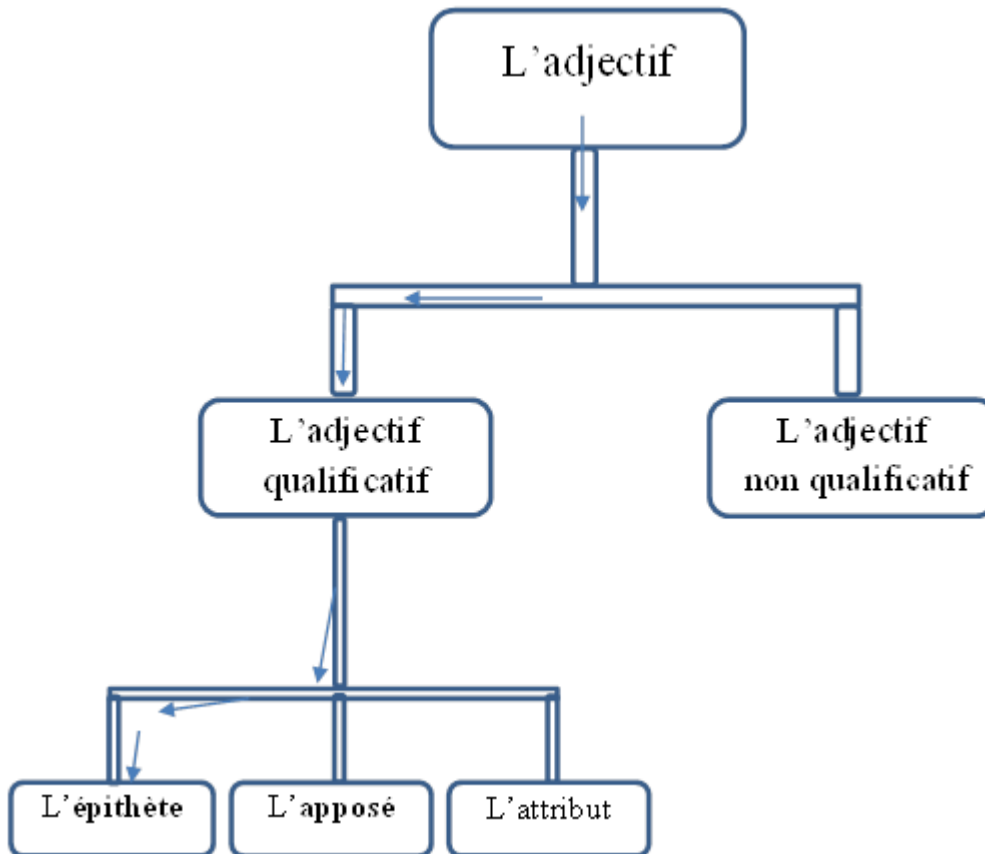 L'adjectif
L'adjectif
qualificatif
L'adjectif
non qualificatif
L'épithète
L'apposé
L'attribut